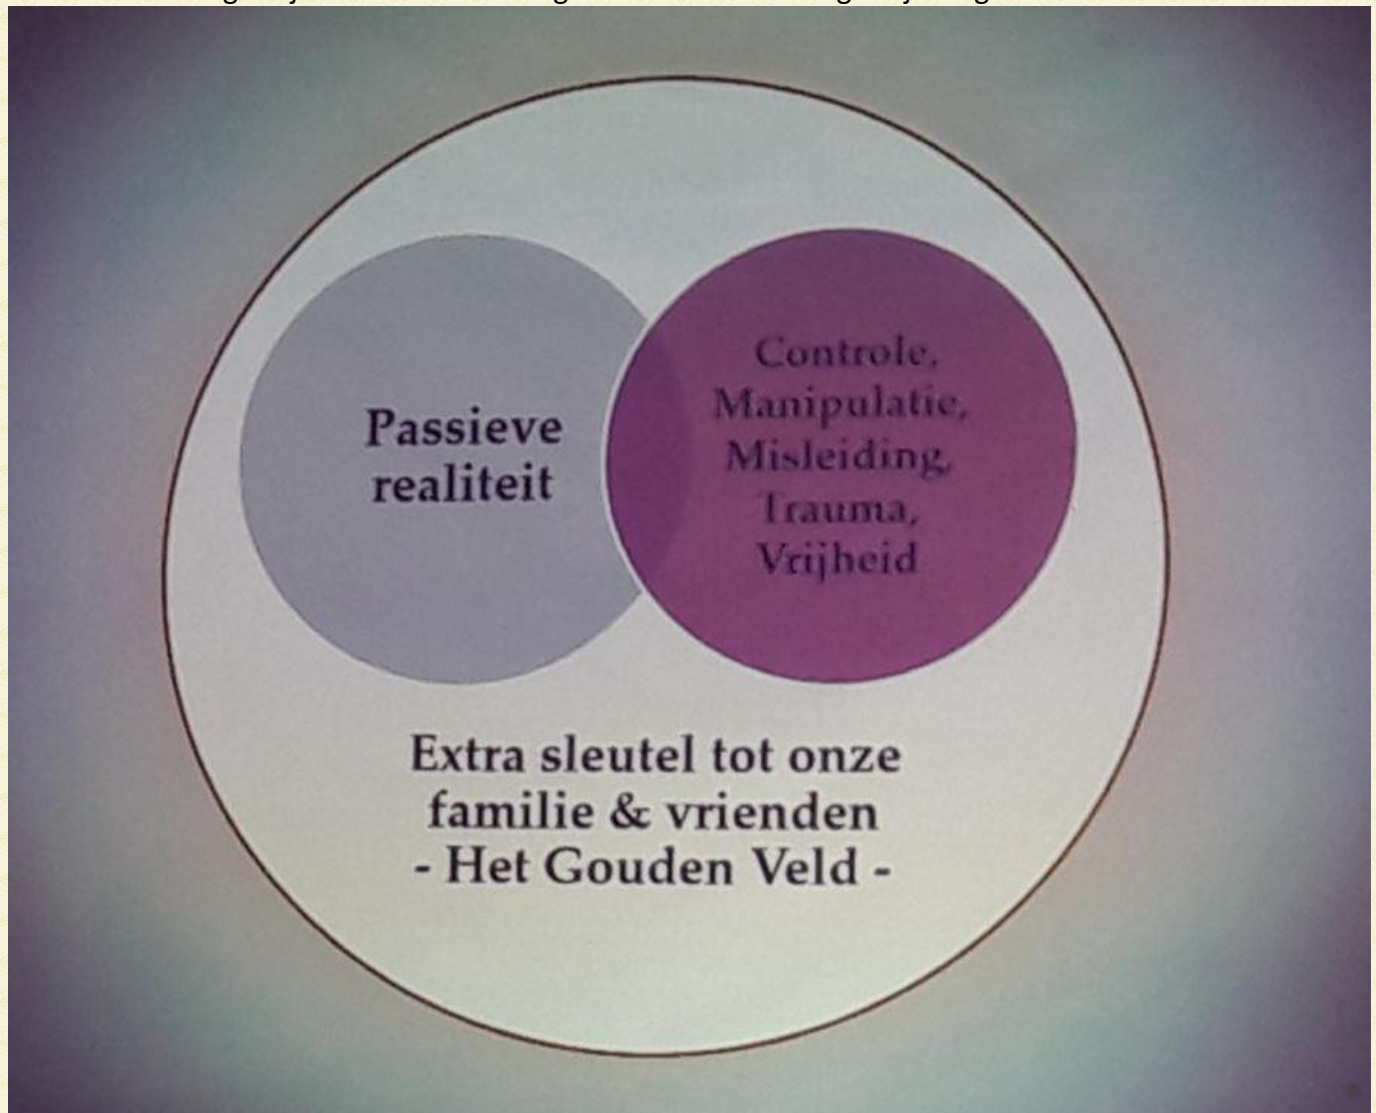 Passieve
realiteit
Controle,
Manipulatie,
Misleiding,
Trauma,
Vrijheid
Extra sleutel tot onze
familie & vrienden
- Het Gouden Veld -